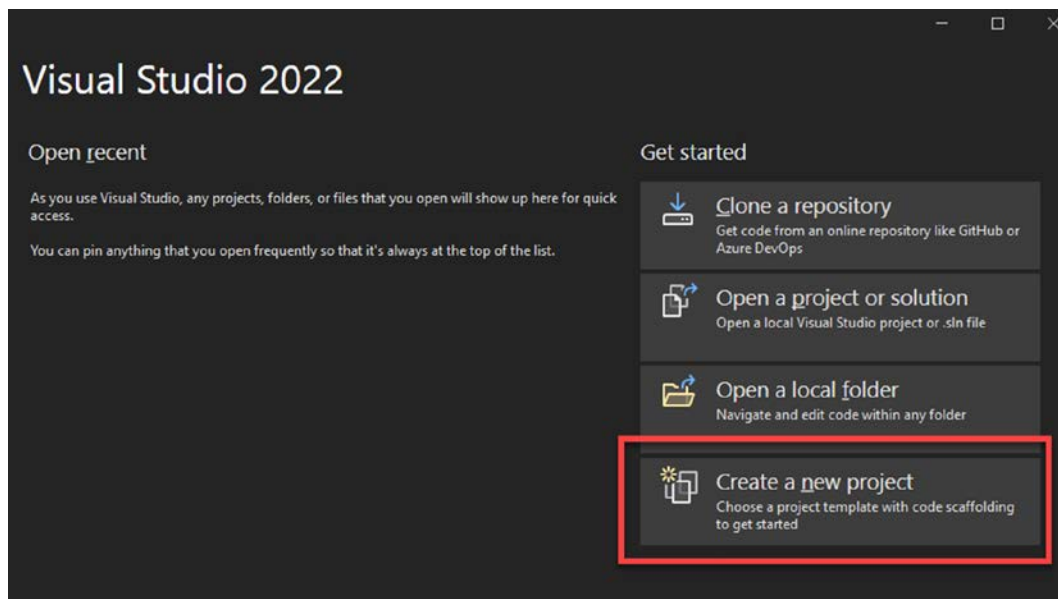 Visual Studio 2022
Open recent
As you use Visual Studio, any projects, folders, or files that you open will show up here for quick
access.
You can pin anything that you open frequently so that it's always at the top of the list.
Get started
Clone a repository
Get code from an online repository like GitHub or
Azure DevOps
Open a project or solution
Open a local Visual Studio project or .sln file
Open a local folder
Navigate and edit code within any folder
Create a new project
Choose a project template with code scaffolding
to get started